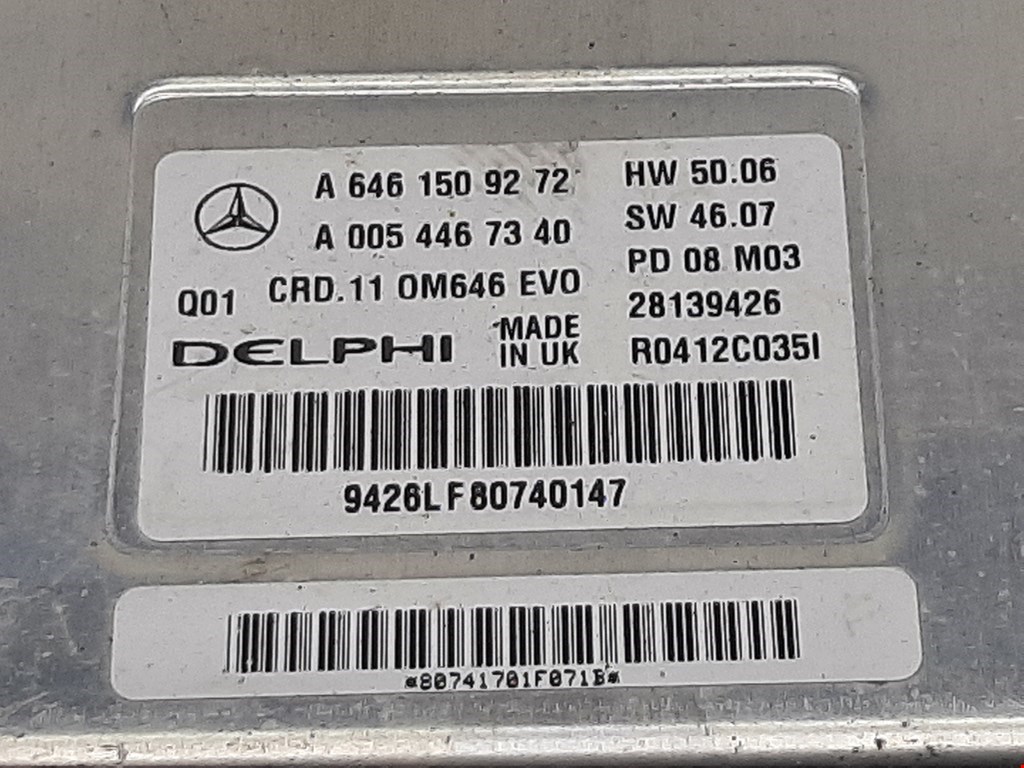 A 646 150 92 72
A 005 446 73 40
Q01 CRD.11 OM646 EVO
DELPHI MADE IN UK
HW 50.06
SW 46.07
PD 08 M03
28139426
R0412C035I
9426LF80740147
*80741701F071B*